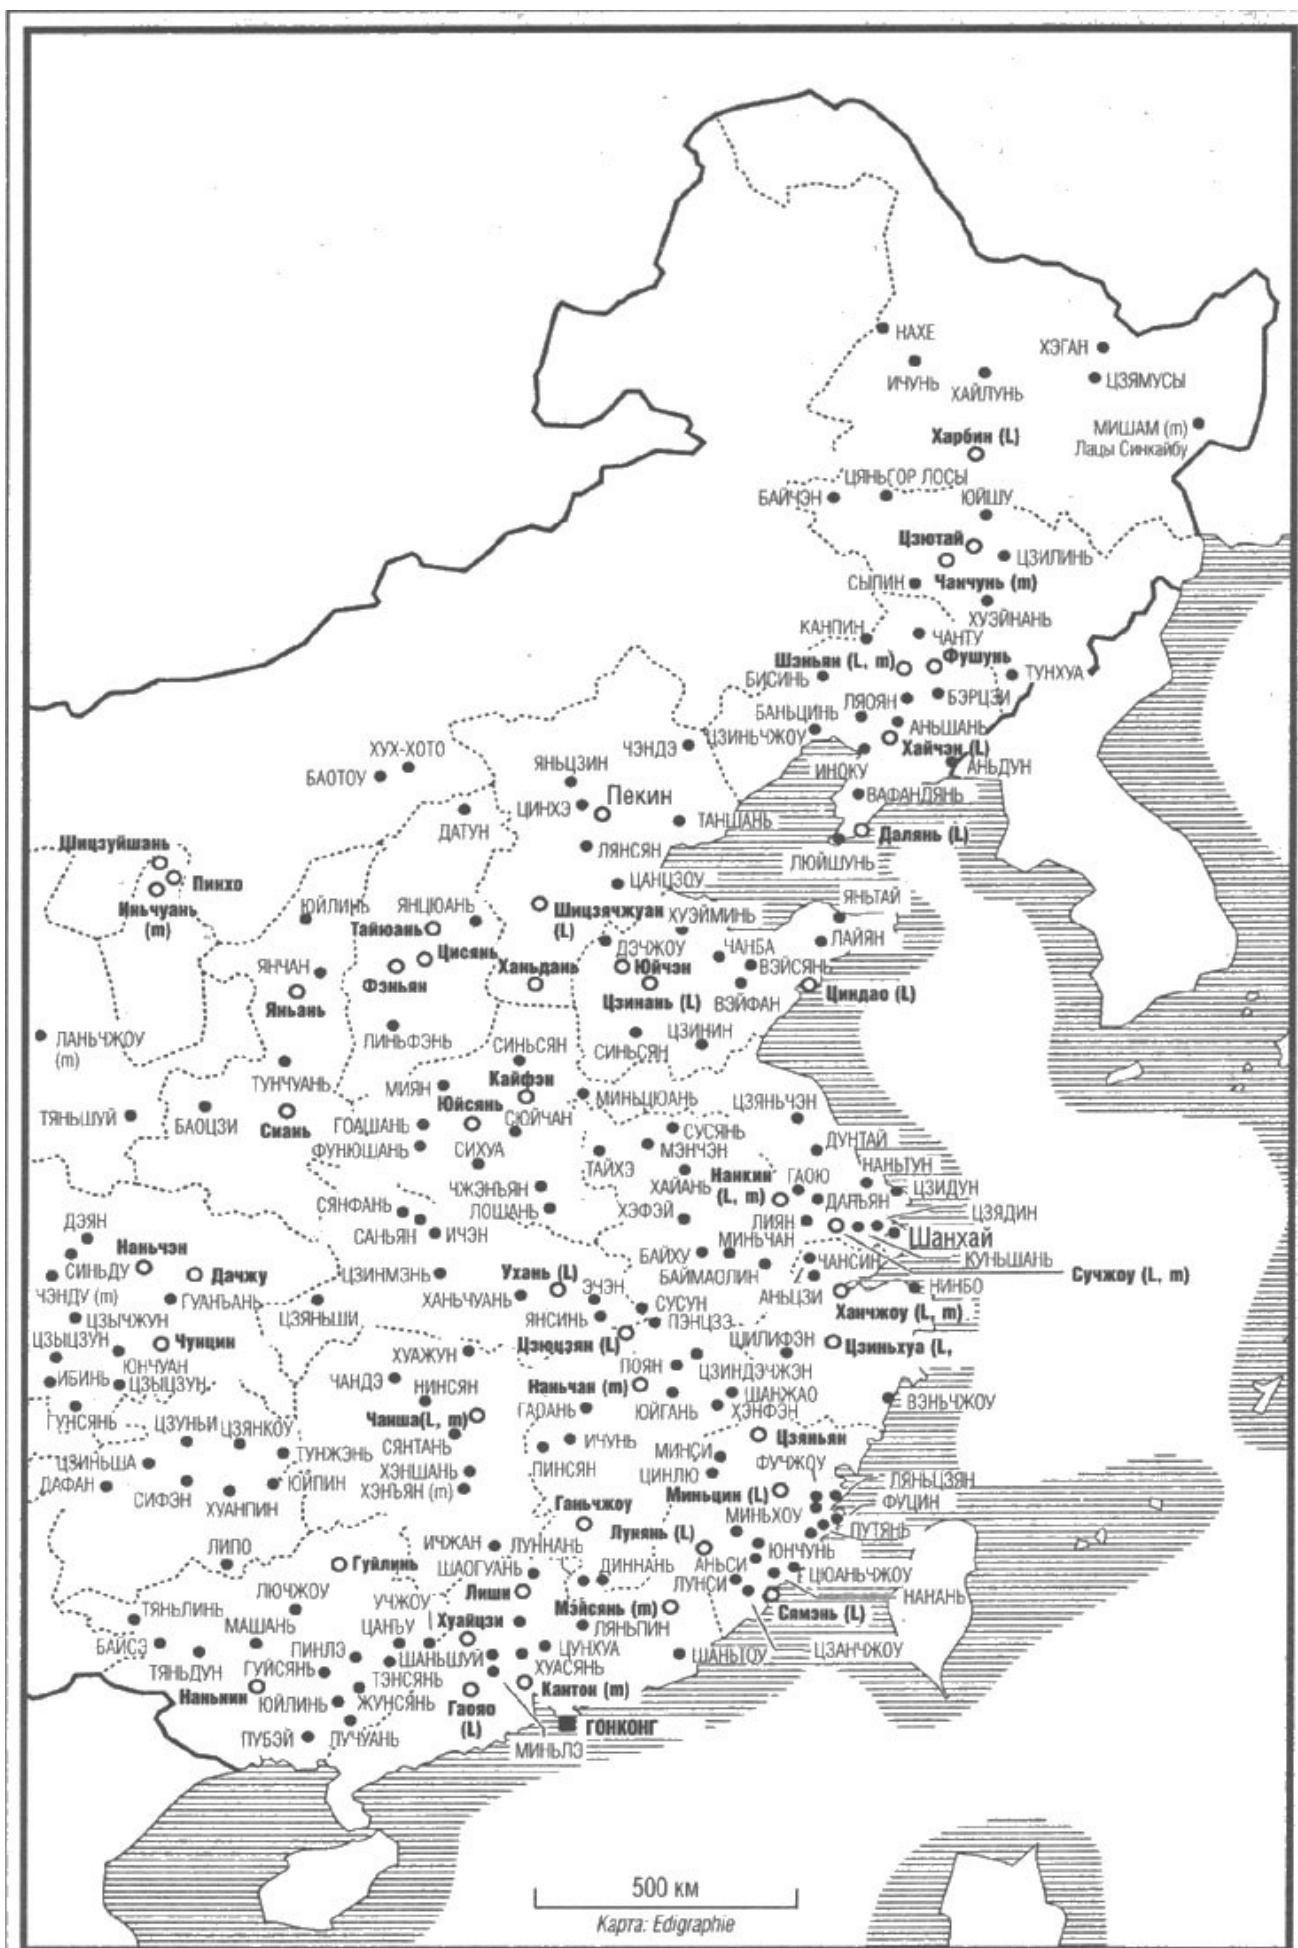 НАХЕ
ХЭГАН
ИЧУНЬ
ХАЙЛУНЬ
ЦЗЯМУСЫ
МИШАМ (m)
Лацы Синкайбу
Харбин (L)
ЦЯНЬГОР ЛОСЫ
БАЙЧЭН
ЮЙШУ
Цзютай
ЦЗИЛИНЬ
СЫПИН
Чанчунь (m)
ХУЭЙНАНЬ
КАНПИН
ЧАНТУ
Шэньян (L, m)
Фушунь
БИСИНЬ
ТУНХУА
ЛЯОЯН
БЭРЦЗИ
БАНЬЦИНЬ
АНЬШАНЬ
ЦЗИНЬЧЖОУ
Хайчэн (L)
ХУХ-ХОТО
ЧЭНДЭ
БАОТОУ
ЯНЬЦЗИН
ИНОКУ
АНЬДУН
ЦИНХЭ
Пекин
ВАФАНДЯНЬ
ДАТУН
ТАНШАНЬ
Далянь (L)
Шицзуйшань
ЛЯНСЯН
ЛЮЙШУНЬ
Пинхо
ЦАНЦЗОУ
ЯНЬТАЙ
Иньчуань
(m)
ЮЙЛИНЬ
ЯНЦЮАНЬ
Шицзячжуан
(L)
ХУЭЙМИНЬ
Тайюань
ДЭЧЖОУ
ЧАНБА
ЛАЙЯН
ЯНЧАН
Цисянь
Ханьдань
Юйчэн
ВЭЙСЯНЬ
Фэньян
Цзинань (L)
ВЭЙФАН
Циндао (L)
Яньань
ЛАНЬЧЖОУ
(m)
ЛИНЬФЭНЬ
СИНЬСЯН
СИНЬСЯН
ЦЗИНИН
ТУНЧУАНЬ
МИЯН
Кайфэн
МИНЬЦЮАНЬ
ЦЗЯНЬЧЭН
Юйсянь
ТЯНЬШУЙ
БАОЦЗИ
Сиань
ГОАШАНЬ
СЮЙЧАН
СУСЯНЬ
ФУНЮШАНЬ
СИХУА
МЭНЧЭН
ДУНТАЙ
ТАЙХЭ
НАНЬТУН
ЧЖЭНЬЯН
ХАЙАНЬ
Нанкин
(L, m)
ГАОЮ
ЦЗИДУН
СЯНФАНЬ
ЛОШАНЬ
ХЭФЭЙ
ДАНЪЯН
ЦЗЯДИН
ДЭЯН
САНЬЯН
ИЧЭН
ЛИЯН
Шанхай
Наньчэн
МИНЬЧАН
КУНЬШАНЬ
СИНЬДУ
Дачжу
БАЙХУ
ЧАНСИН
Сучжоу (L, m)
ЦЗИНМЭНЬ
Ухань (L)
БАЙМАОЛИН
ЧЭНДУ (m)
ГУАНЪАНЬ
ХАНЬЧУАНЬ
ЭЧЭН
АНЬЦЗИ
НИНБО
ЦЗЫЧЖУН
ЦЗЯНЬШИ
СУСУН
Ханчжоу (L, m)
ЯНСИНЬ
ПЭНЦЗЭ
ЦЗЫЦЗУН
Чунцин
Цзюцзян (L)
ШИЛИФЭН
Цзиньхуа (L,
ЮНЧУАН
ХУАЖУН
ПОЯН
ЦЗИНДЭЧЖЭН
ИБИНЬ
ЦЗЫЦЗУН
ЧАНДЭ
НИНСЯН
Наньчан (m)
ШАНЖАО
ВЭНЬЧЖОУ
ГУНСЯНЬ
ЦЗУНЬИ
ЦЗЯНКОУ
Чанша(L, m)
ГАОАНЬ
ЮЙГАНЬ
ХЭНФЭН
Цзяньян
ЦЗИНЬША
ТУНЖЭНЬ
СЯНТАНЬ
ИЧУНЬ
МИНСИ
ФУЧЖОУ
ДАФАН
ХЭНШАНЬ
ПИНСЯН
ЦИНЛЮ
ЛЯНЬЦЗЯН
СИФЭН
ЮЙПИН
ХЭНЪЯН (m)
Миньцин (L)
ФУЦИН
ХУАНПИН
Ганьчжоу
МИНЬХОУ
ПУТЯНЬ
ЛИПО
Гуйлинь
ИЧЖАН
ЛУННАНЬ
Лунянь (L)
ЮНЧУНЬ
ШАОГУАНЬ
ДИННАНЬ
АНЬСИ
ЦЮАНЬЧЖОУ
ЛЮЧЖОУ
Лиши
ЛУНСИ
НАНАНЬ
ТЯНЬЛИНЬ
УЧЖОУ
Мэйсянь (m)
Сямэнь (L)
МАШАНЬ
ЦАНЪУ
Хуайцзи
ЛЯНЬПИН
БАЙСЭ
ПИНЛЭ
ЦУНХУА
ШАНЬТОУ
ЦЗАНЧЖОУ
ТЯНЬДУН
ГУЙСЯНЬ
ШАНЬШУЙ
ТЭНСЯНЬ
ХУАСЯНЬ
Наньнин
ЮЙЛИНЬ
ЖУНСЯНЬ
Гаояо
(L)
Кантон (m)
ПУБЭЙ
ЛУЧУАНЬ
ГОНКОНГ
МИНЬЛЭ
500 км
Карта: Edigraphie